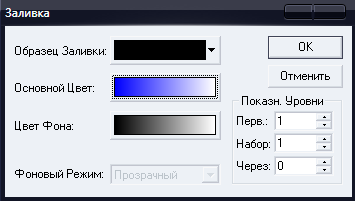 Заливка
Образец Заливки:
OK
Отменить
Основной Цвет:
Показн. Уровни
Цвет Фона:
Перв.: 1
Набор: 1
Через: 0
Фоновый Режим: Прозрачный